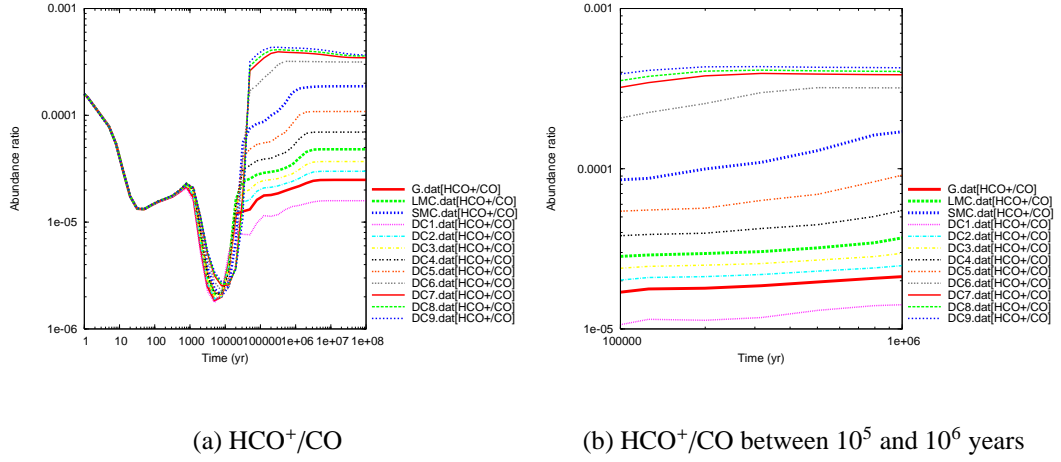 0.001
0.0001
1e-05
1e-06
Abundance ratio
1 10 100 1000 10000 100000 1e+06 1e+07 1e+08
Time (yr)
G.dat[HCO+/CO]
LMC.dat[HCO+/CO]
SMC.dat[HCO+/CO]
DC1.dat[HCO+/CO]
DC2.dat[HCO+/CO]
DC3.dat[HCO+/CO]
DC4.dat[HCO+/CO]
DC5.dat[HCO+/CO]
DC6.dat[HCO+/CO]
DC7.dat[HCO+/CO]
DC8.dat[HCO+/CO]
DC9.dat[HCO+/CO]
(a) HCO⁺/CO
0.001
0.0001
1e-05
Abundance ratio
100000 1e+06
Time (yr)
G.dat[HCO+/CO]
LMC.dat[HCO+/CO]
SMC.dat[HCO+/CO]
DC1.dat[HCO+/CO]
DC2.dat[HCO+/CO]
DC3.dat[HCO+/CO]
DC4.dat[HCO+/CO]
DC5.dat[HCO+/CO]
DC6.dat[HCO+/CO]
DC7.dat[HCO+/CO]
DC8.dat[HCO+/CO]
DC9.dat[HCO+/CO]
(b) HCO⁺/CO between 10⁵ and 10⁶ years